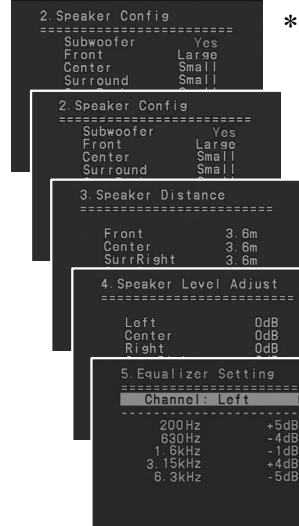 *
2.Speaker Config
=========================
Subwoofer Yes
Front Large
Center Small
Surround Small
2.Speaker Config
=========================
Subwoofer Yes
Front Large
Center Small
Surround Small
3.Speaker Distance
=======================
Front 3.6m
Center 3.6m
SurrRight 3.6m
4.Speaker Level Adjust
=======================
Left 0dB
Center 0dB
Right 0dB
5.Equalizer Setting
=======================
Channel: Left
-----------------------
200Hz +5dB
630Hz -4dB
1.6kHz -1dB
3.15kHz +4dB
6.3kHz -5dB